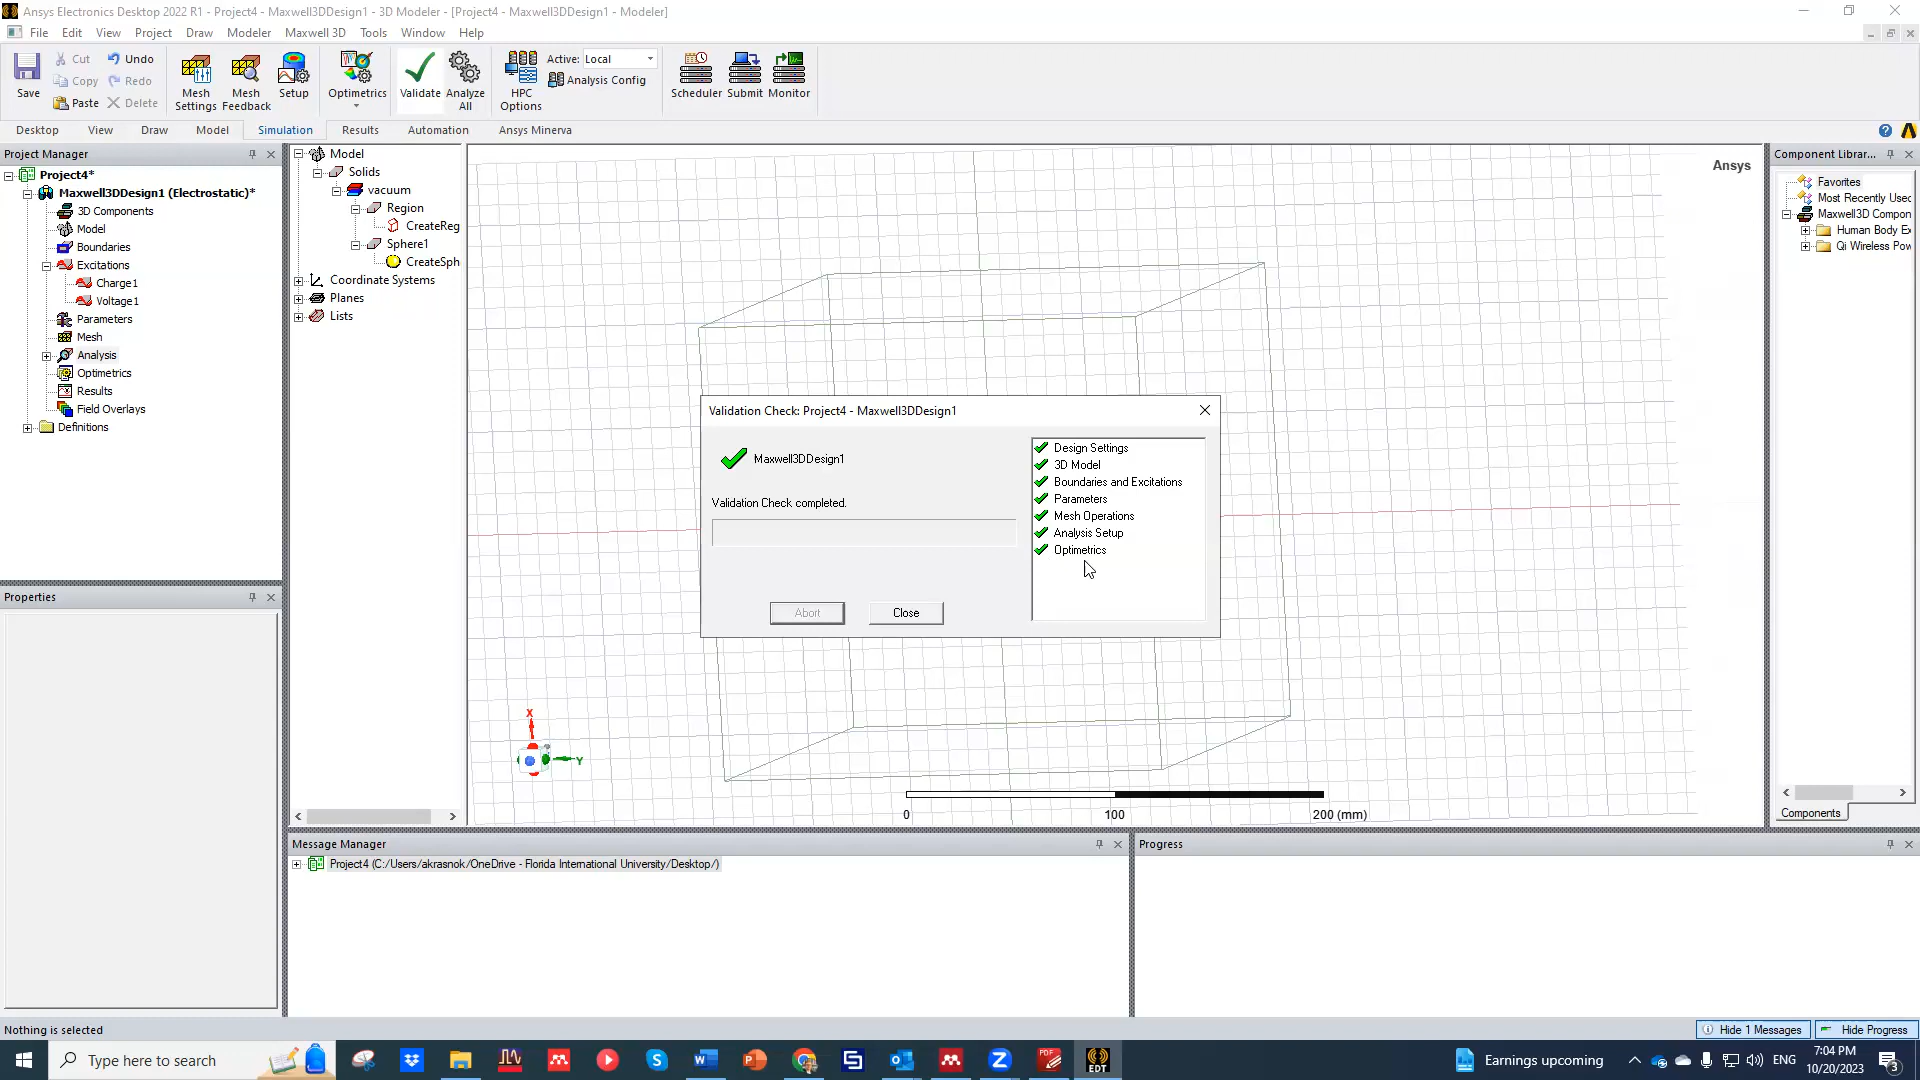 Ansys Electronics Desktop 2022 R1 - Project4 - Maxwell3DDesign1 - 3D Modeler - [Project4 - Maxwell3DDesign1 - Modeler]
File Edit View Project Draw Modeler Maxwell 3D Tools Window Help
Save
Cut
Copy
Paste
Undo
Redo
Delete
Mesh Settings
Mesh Feedback
Setup
Optimetrics
Validate
Analyze All
HPC Options
Active: Local
Analysis Config
Scheduler
Submit
Monitor
Desktop View Draw Model Simulation Results Automation Ansys Minerva
Project Manager
Project4*
Maxwell3DDesign1 (Electrostatic)*
3D Components
Model
Boundaries
Excitations
Charge1
Voltage1
Parameters
Mesh
Analysis
Optimetrics
Results
Field Overlays
Definitions
Properties
Model
Solids
vacuum
Region
CreateReg
Sphere1
CreateSph
Coordinate Systems
Planes
Lists
Ansys
X
Y
0 100 200 (mm)
Validation Check: Project4 - Maxwell3DDesign1
Maxwell3DDesign1
Validation Check completed.
Abort
Close
Design Settings
3D Model
Boundaries and Excitations
Parameters
Mesh Operations
Analysis Setup
Optimetrics
Component Librar...
Favorites
Most Recently Used
Maxwell3D Compon
Human Body Ex
Qi Wireless Pow
Components
Message Manager
Project4 (C:/Users/akrasnok/OneDrive - Florida International University/Desktop/)
Progress
Nothing is selected
Hide 1 Messages
Hide Progress
Type here to search
EDT
Earnings upcoming
ENG
7:04 PM
10/20/2023
3